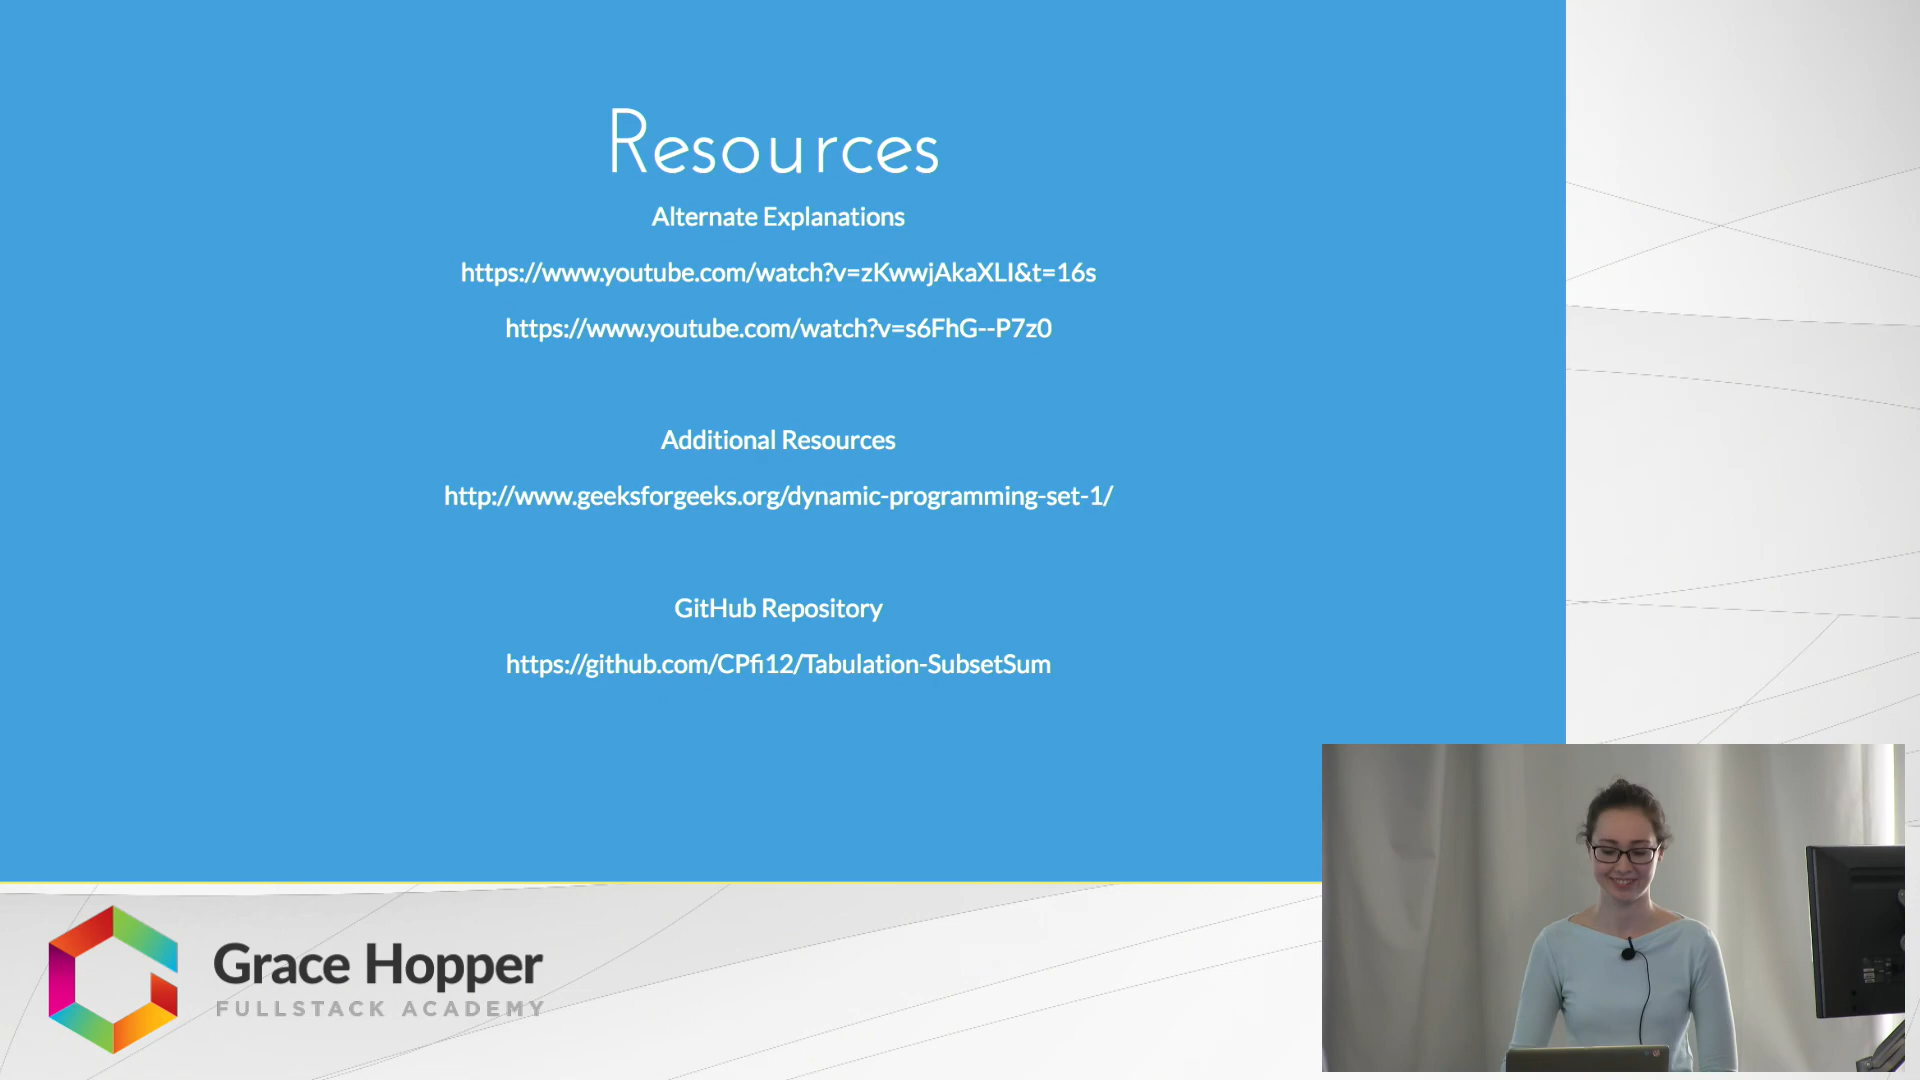 Resources
Alternate Explanations
https://www.youtube.com/watch?v=zKwwjAkaXLI&t=16s
https://www.youtube.com/watch?v=s6FhG--P7z0
Additional Resources
http://www.geeksforgeeks.org/dynamic-programming-set-1/
GitHub Repository
https://github.com/CPfi12/Tabulation-SubsetSum
Grace Hopper
FULLSTACK ACADEMY